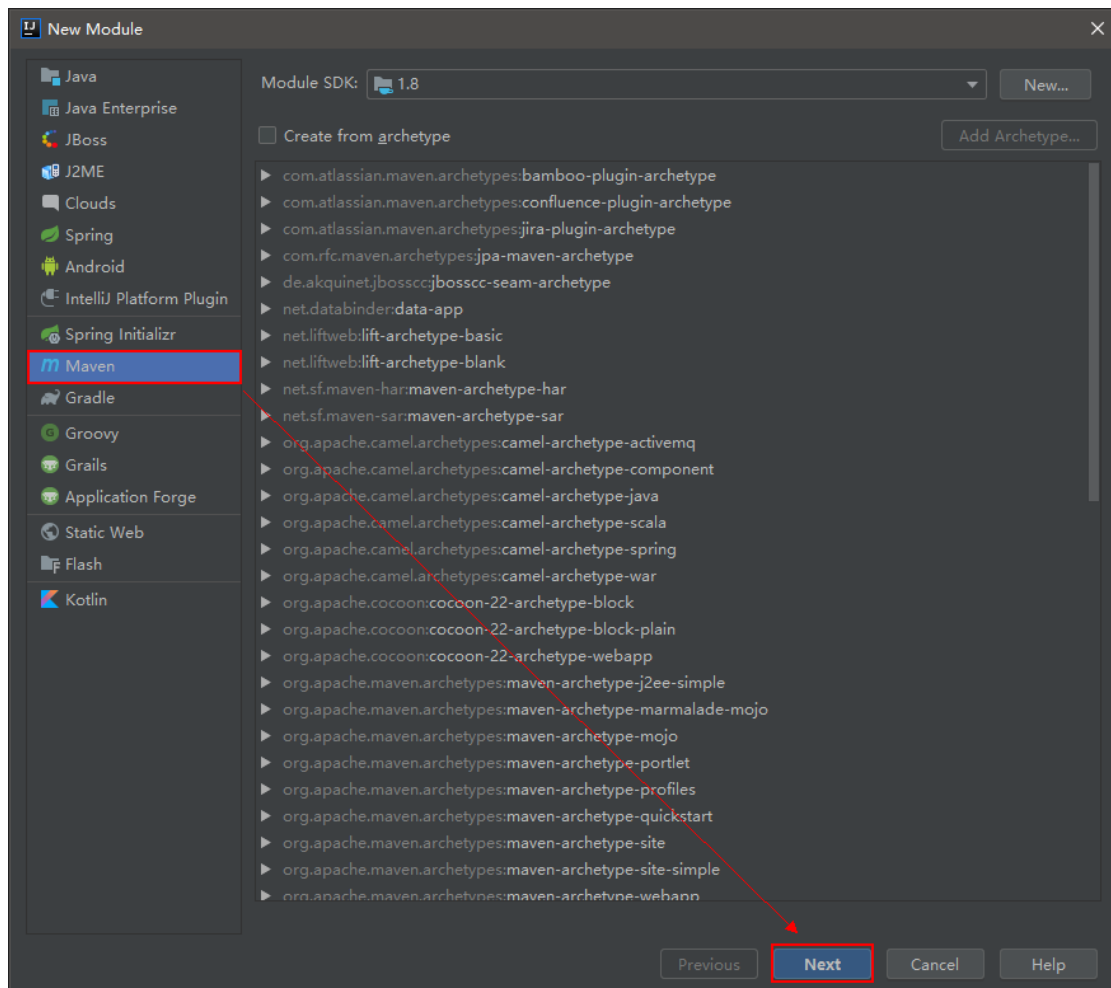 New Module
Java
Java Enterprise
JBoss
J2ME
Clouds
Spring
Android
IntelliJ Platform Plugin
Spring Initializr
Maven
Gradle
Groovy
Grails
Application Forge
Static Web
Flash
Kotlin
Module SDK: 1.8 New...
Create from archetype Add Archetype...
com.atlassian.maven.archetypes:bamboo-plugin-archetype
com.atlassian.maven.archetypes:confluence-plugin-archetype
com.atlassian.maven.archetypes:jira-plugin-archetype
com.rfc.maven.archetypes:jpa-maven-archetype
de.akquinet.jbosscc:jbosscc-seam-archetype
net.databinder:data-app
net.liftweb:lift-archetype-basic
net.liftweb:lift-archetype-blank
net.sf.maven-har:maven-archetype-har
net.sf.maven-sar:maven-archetype-sar
org.apache.camel.archetypes:camel-archetype-activemq
org.apache.camel.archetypes:camel-archetype-component
org.apache.camel.archetypes:camel-archetype-java
org.apache.camel.archetypes:camel-archetype-scala
org.apache.camel.archetypes:camel-archetype-spring
org.apache.camel.archetypes:camel-archetype-war
org.apache.cocoon:cocoon-22-archetype-block
org.apache.cocoon:cocoon-22-archetype-block-plain
org.apache.cocoon:cocoon-22-archetype-webapp
org.apache.maven.archetypes:maven-archetype-j2ee-simple
org.apache.maven.archetypes:maven-archetype-marmalade-mojo
org.apache.maven.archetypes:maven-archetype-mojo
org.apache.maven.archetypes:maven-archetype-portlet
org.apache.maven.archetypes:maven-archetype-profiles
org.apache.maven.archetypes:maven-archetype-quickstart
org.apache.maven.archetypes:maven-archetype-site
org.apache.maven.archetypes:maven-archetype-site-simple
org.apache.maven.archetypes:maven-archetype-webapp
Previous Next Cancel Help